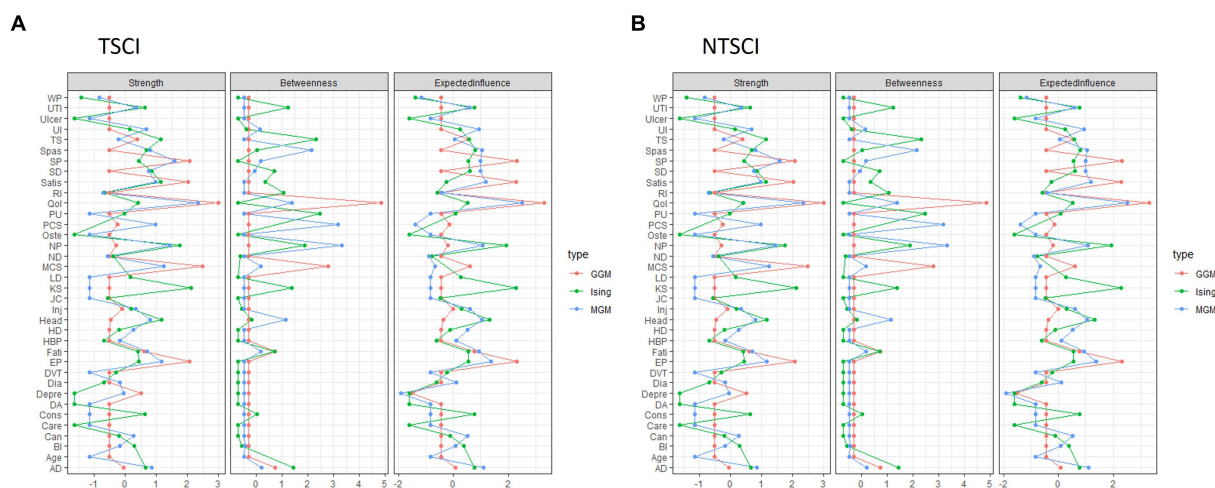 A
TSCI
Strength Betweenness ExpectedInfluence
WP
UTI
Ulcer
UI
TS
Spas
SP
SD
Satis
RI
Qol
PU
PCS
Oste
NP
ND
MCS
LD
KS
JC
Inj
Head
HD
HBP
Fati
EP
DVT
Dia
Depre
DA
Cons
Care
Can
BI
Age
AD
-1 0 1 2 3 0 1 2 3 4 5 -2 0 2
type
GGM
Ising
MGM
B
NTSCI
Strength Betweenness ExpectedInfluence
WP
UTI
Ulcer
UI
TS
Spas
SP
SD
Satis
RI
Qol
PU
PCS
Oste
NP
ND
MCS
LD
KS
JC
Inj
Head
HD
HBP
Fati
EP
DVT
Dia
Depre
DA
Cons
Care
Can
BI
Age
AD
-1 0 1 2 3 0 1 2 3 4 5 -2 0 2
type
GGM
Ising
MGM